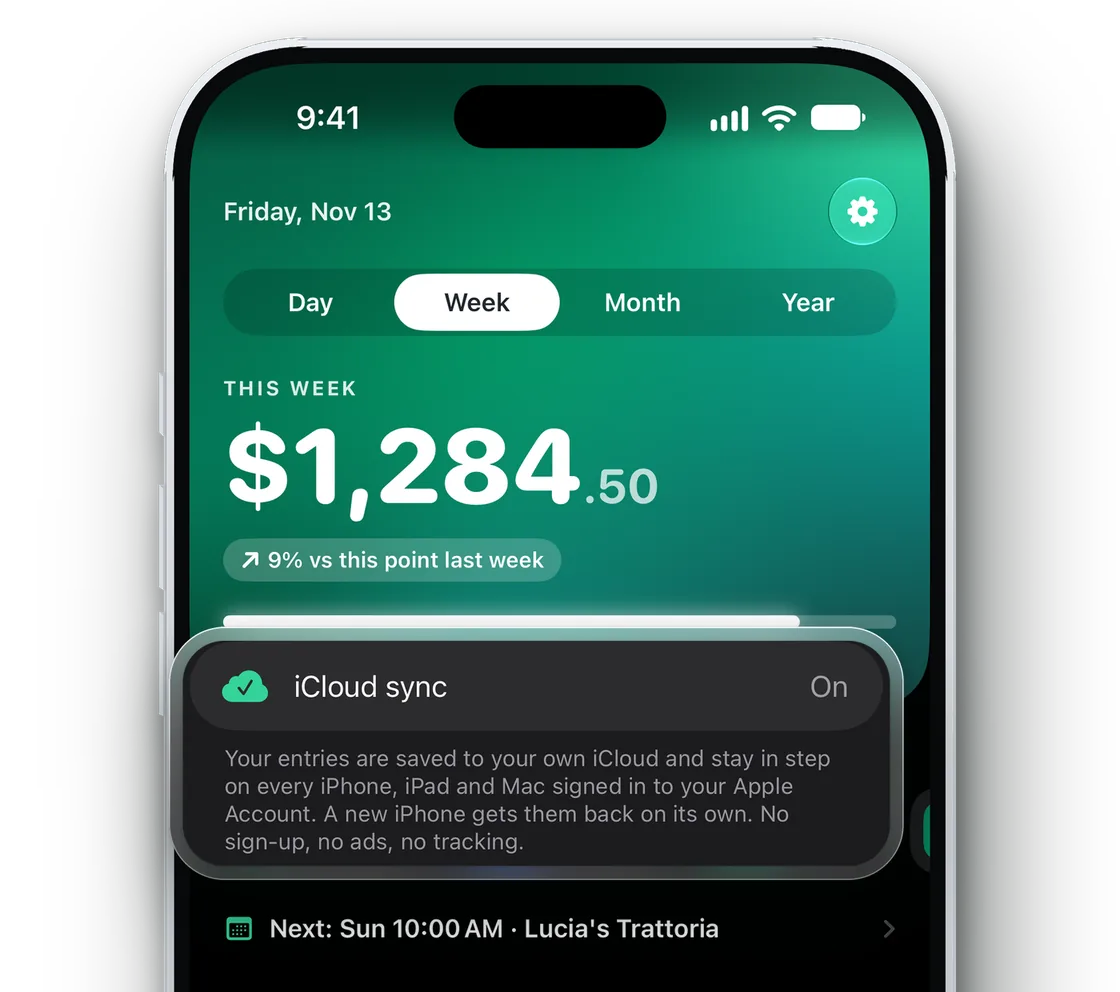 9:41
Friday, Nov 13
Day Week Month Year
THIS WEEK
$1,284.50
9% vs this point last week
iCloud sync On
Your entries are saved to your own iCloud and stay in step
on every iPhone, iPad and Mac signed in to your Apple
Account. A new iPhone gets them back on its own. No
sign-up, no ads, no tracking.
Next: Sun 10:00 AM · Lucia's Trattoria